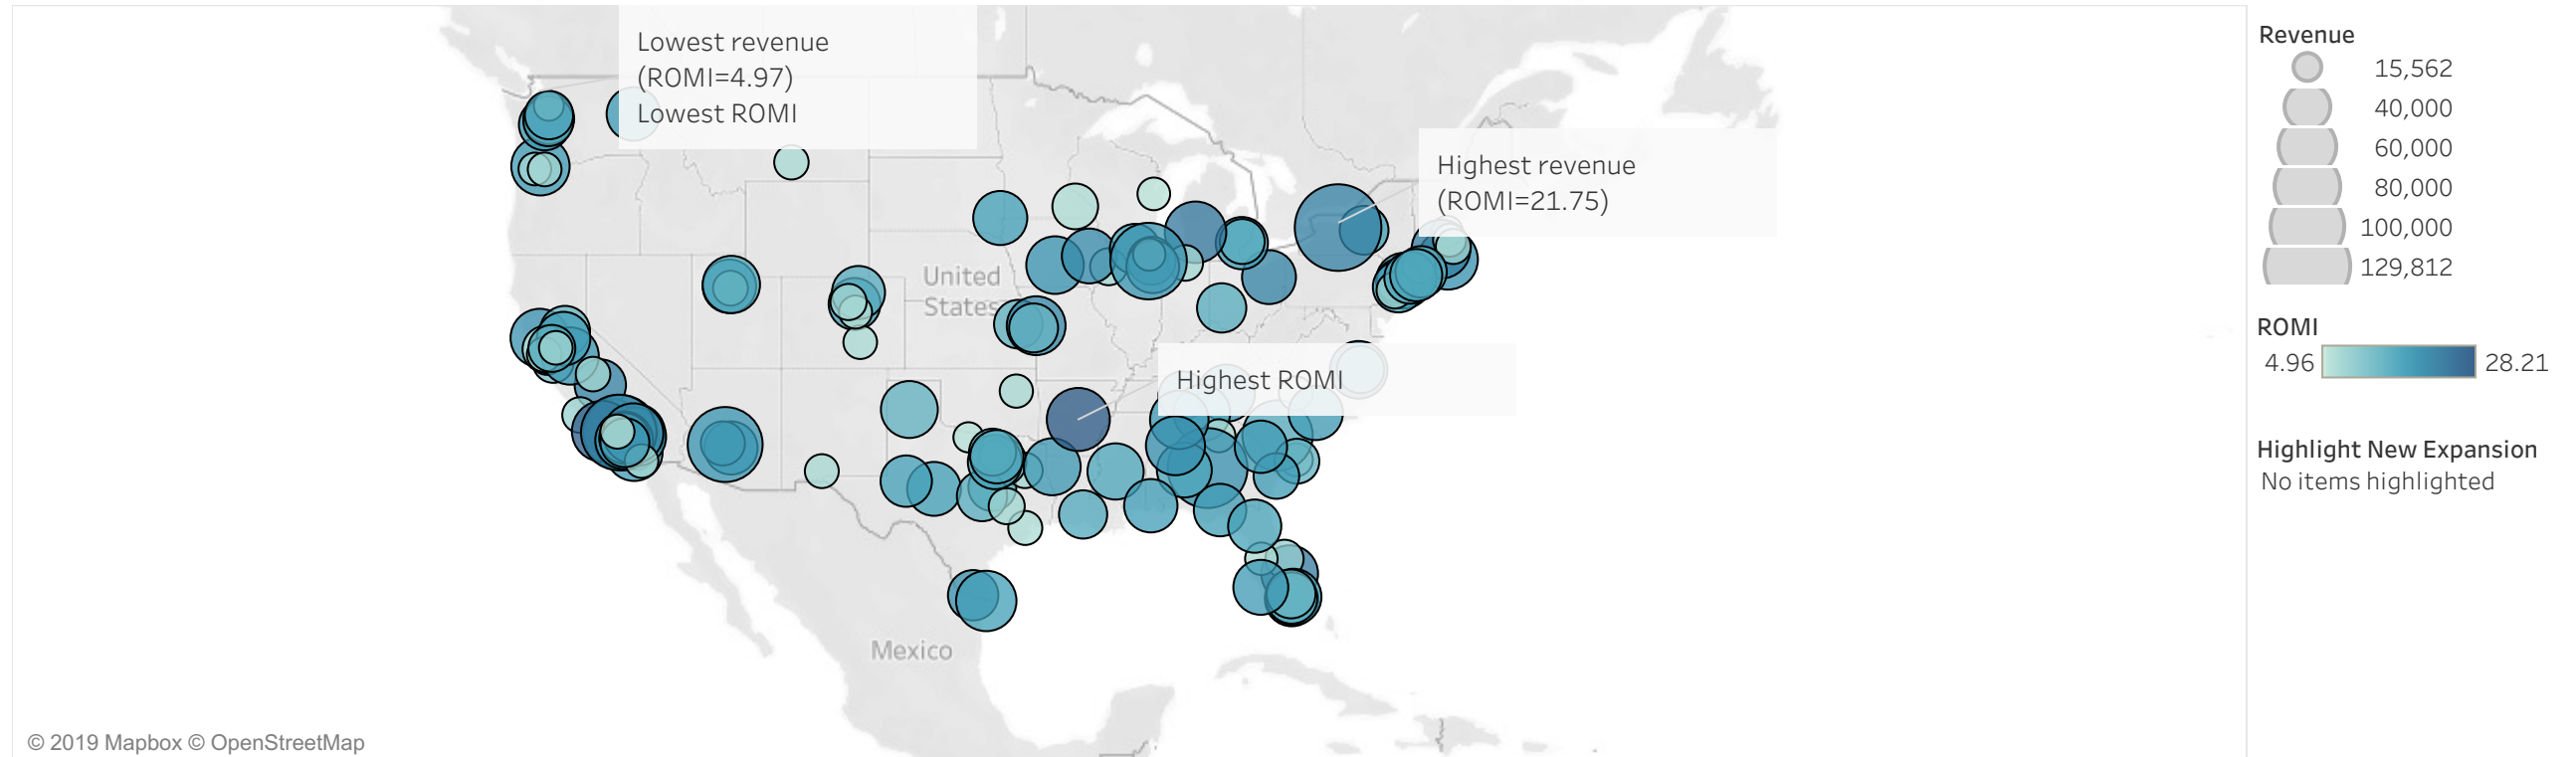 Lowest revenue
(ROMI=4.97)
Lowest ROMI
Highest revenue
(ROMI=21.75)
United
States
Highest ROMI
Mexico
© 2019 Mapbox © OpenStreetMap
Revenue
15,562
40,000
60,000
80,000
100,000
129,812
ROMI
4.96
28.21
Highlight New Expansion
No items highlighted